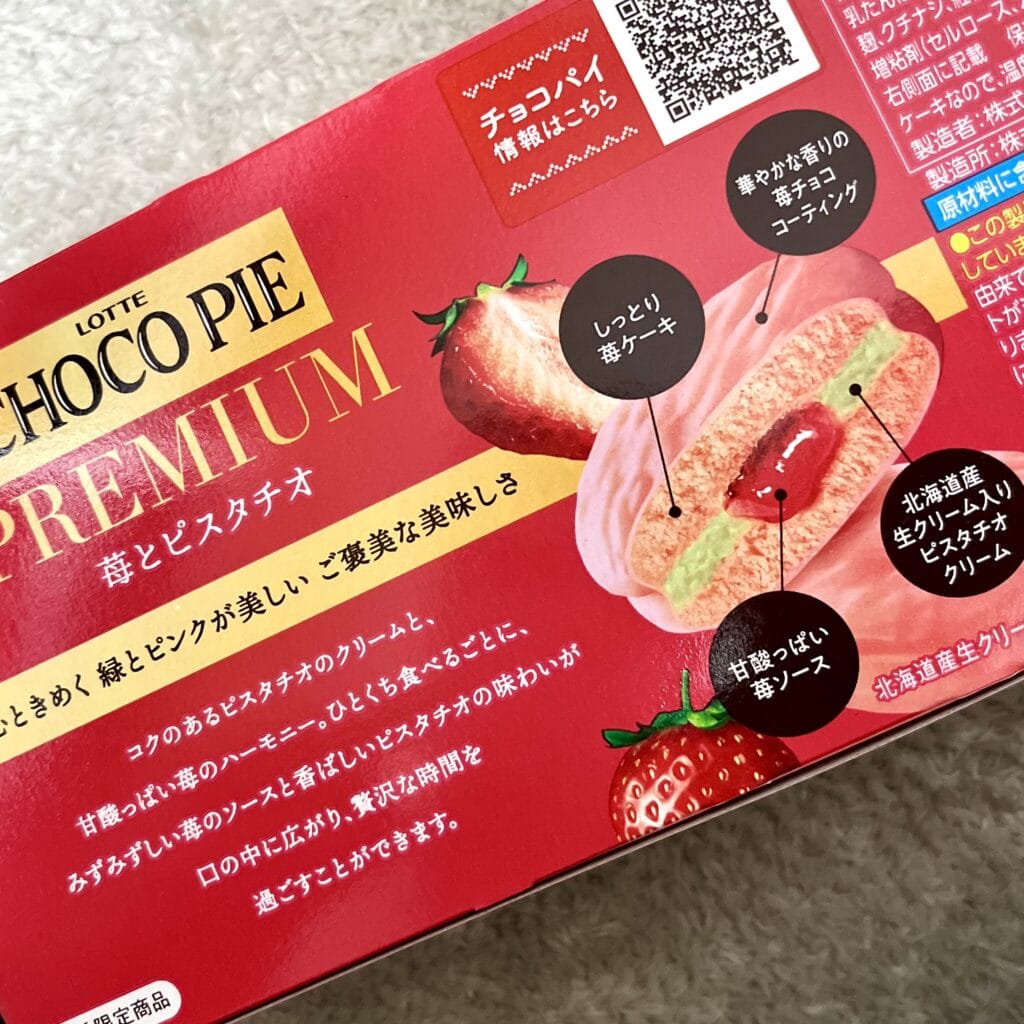 LOTTE
CHOCO PIE
PREMIUM
苺とピスタチオ
ときめく 緑とピンクが美しい ご褒美な美味しさ
コクのあるピスタチオのクリームと、
甘酸っぱい苺のハーモニー。ひとくち食べるごとに、
みずみずしい苺のソースと香ばしいピスタチオの味わいが
口の中に広がり、贅沢な時間を
過ごすことができます。
限定商品
チョコパイ
情報はこちら
華やかな香りの
苺チョコ
コーティング
しっとり
苺ケーキ
北海道産
生クリーム入り
ピスタチオ
クリーム
甘酸っぱい
苺ソース
北海道産生クリー
乳たん
麹、クチナシ、
増粘剤(セルロース、
右側面に記載 保
ケーキなので、温
製造者:株式
製造所:株
原材料に含
●この製
していま
由来で
トが
りま